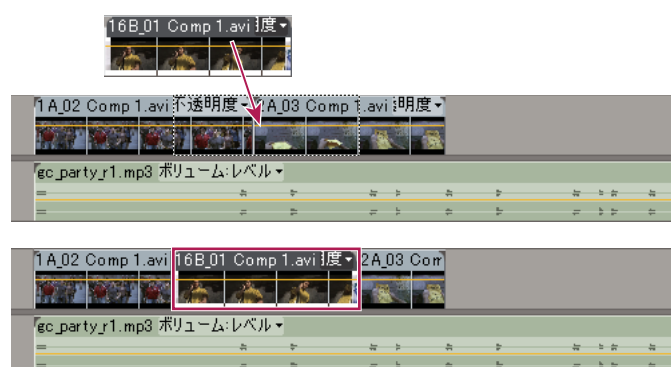 16B_01 Comp 1.avi 度
1A_02 Comp 1.avi 不透明度 A_03 Comp 1.avi 明度
gc_party_r1.mp3 ボリューム:レベル
1A_02 Comp 1.avi 16B_01 Comp 1.avi 度 2A_03 Com
gc_party_r1.mp3 ボリューム:レベル